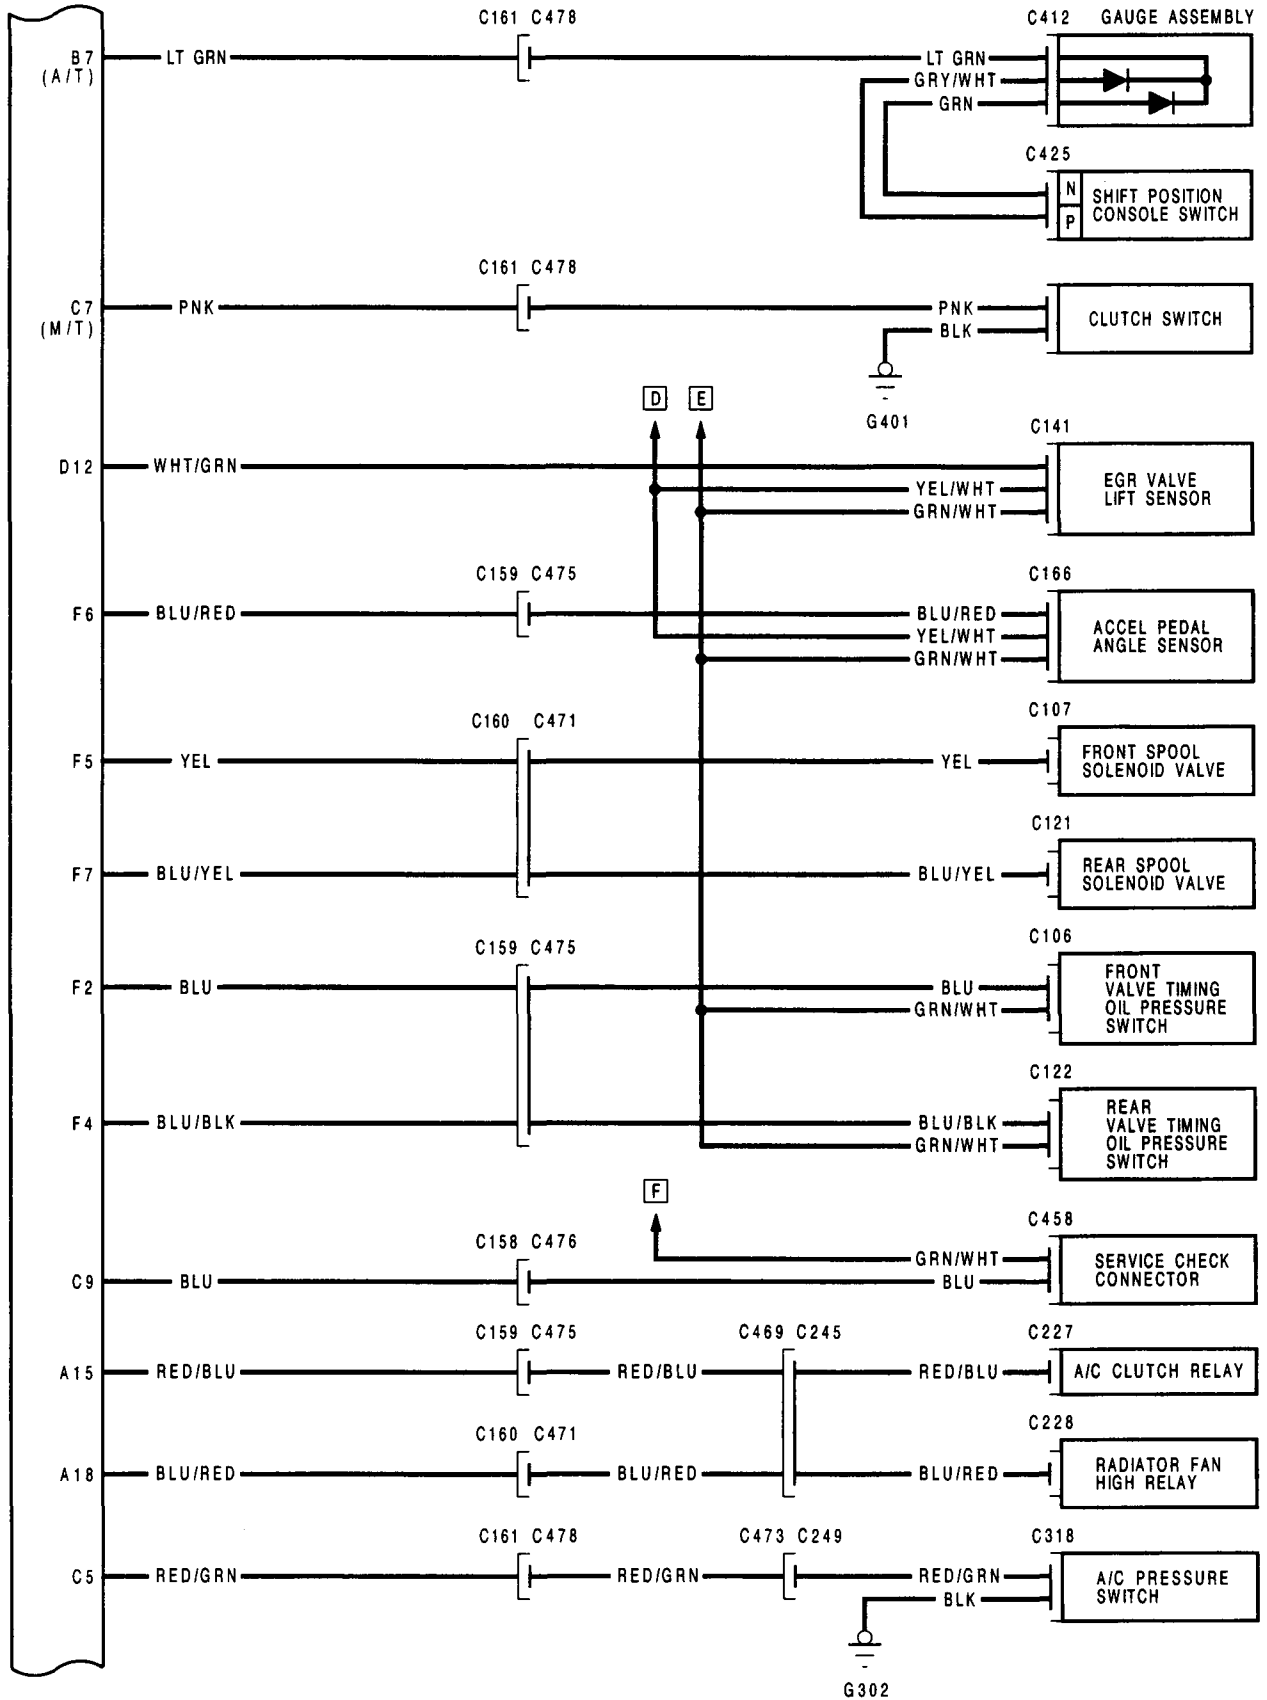 C161 C478
C412 GAUGE ASSEMBLY
B7 LT GRN LT GRN
(A/T) GRY/WHT
GRN
C425
N SHIFT POSITION
P CONSOLE SWITCH
C161 C478
C7 PNK PNK CLUTCH SWITCH
(M/T) BLK
G401
D E
C141
D12 WHT/GRN
YEL/WHT
GRN/WHT
EGR VALVE
LIFT SENSOR
C159 C475 C166
F6 BLU/RED BLU/RED
YEL/WHT
GRN/WHT
ACCEL PEDAL
ANGLE SENSOR
C160 C471 C107
F5 YEL YEL
FRONT SPOOL
SOLENOID VALVE
C121
F7 BLU/YEL BLU/YEL
REAR SPOOL
SOLENOID VALVE
C159 C475 C106
F2 BLU BLU
GRN/WHT
FRONT
VALVE TIMING
OIL PRESSURE
SWITCH
C122
F4 BLU/BLK BLU/BLK
GRN/WHT
REAR
VALVE TIMING
OIL PRESSURE
SWITCH
F
C158 C476 C458
GRN/WHT
C9 BLU BLU
SERVICE CHECK
CONNECTOR
C159 C475 C469 C245 C227
A15 RED/BLU RED/BLU RED/BLU A/C CLUTCH RELAY
C160 C471 C228
A18 BLU/RED BLU/RED BLU/RED
RADIATOR FAN
HIGH RELAY
C161 C478 C473 C249 C318
C5 RED/GRN RED/GRN RED/GRN
BLK
A/C PRESSURE
SWITCH
G302